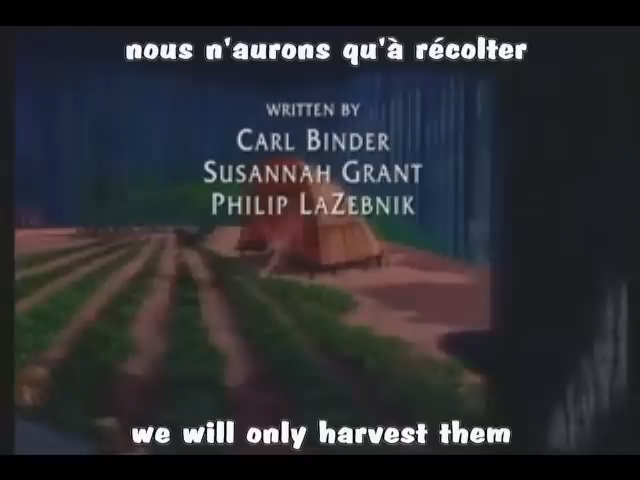 nous n'aurons qu'à récolter
WRITTEN BY
CARL BINDER
SUSANNAH GRANT
PHILIP LAZEBNIK
we will only harvest them